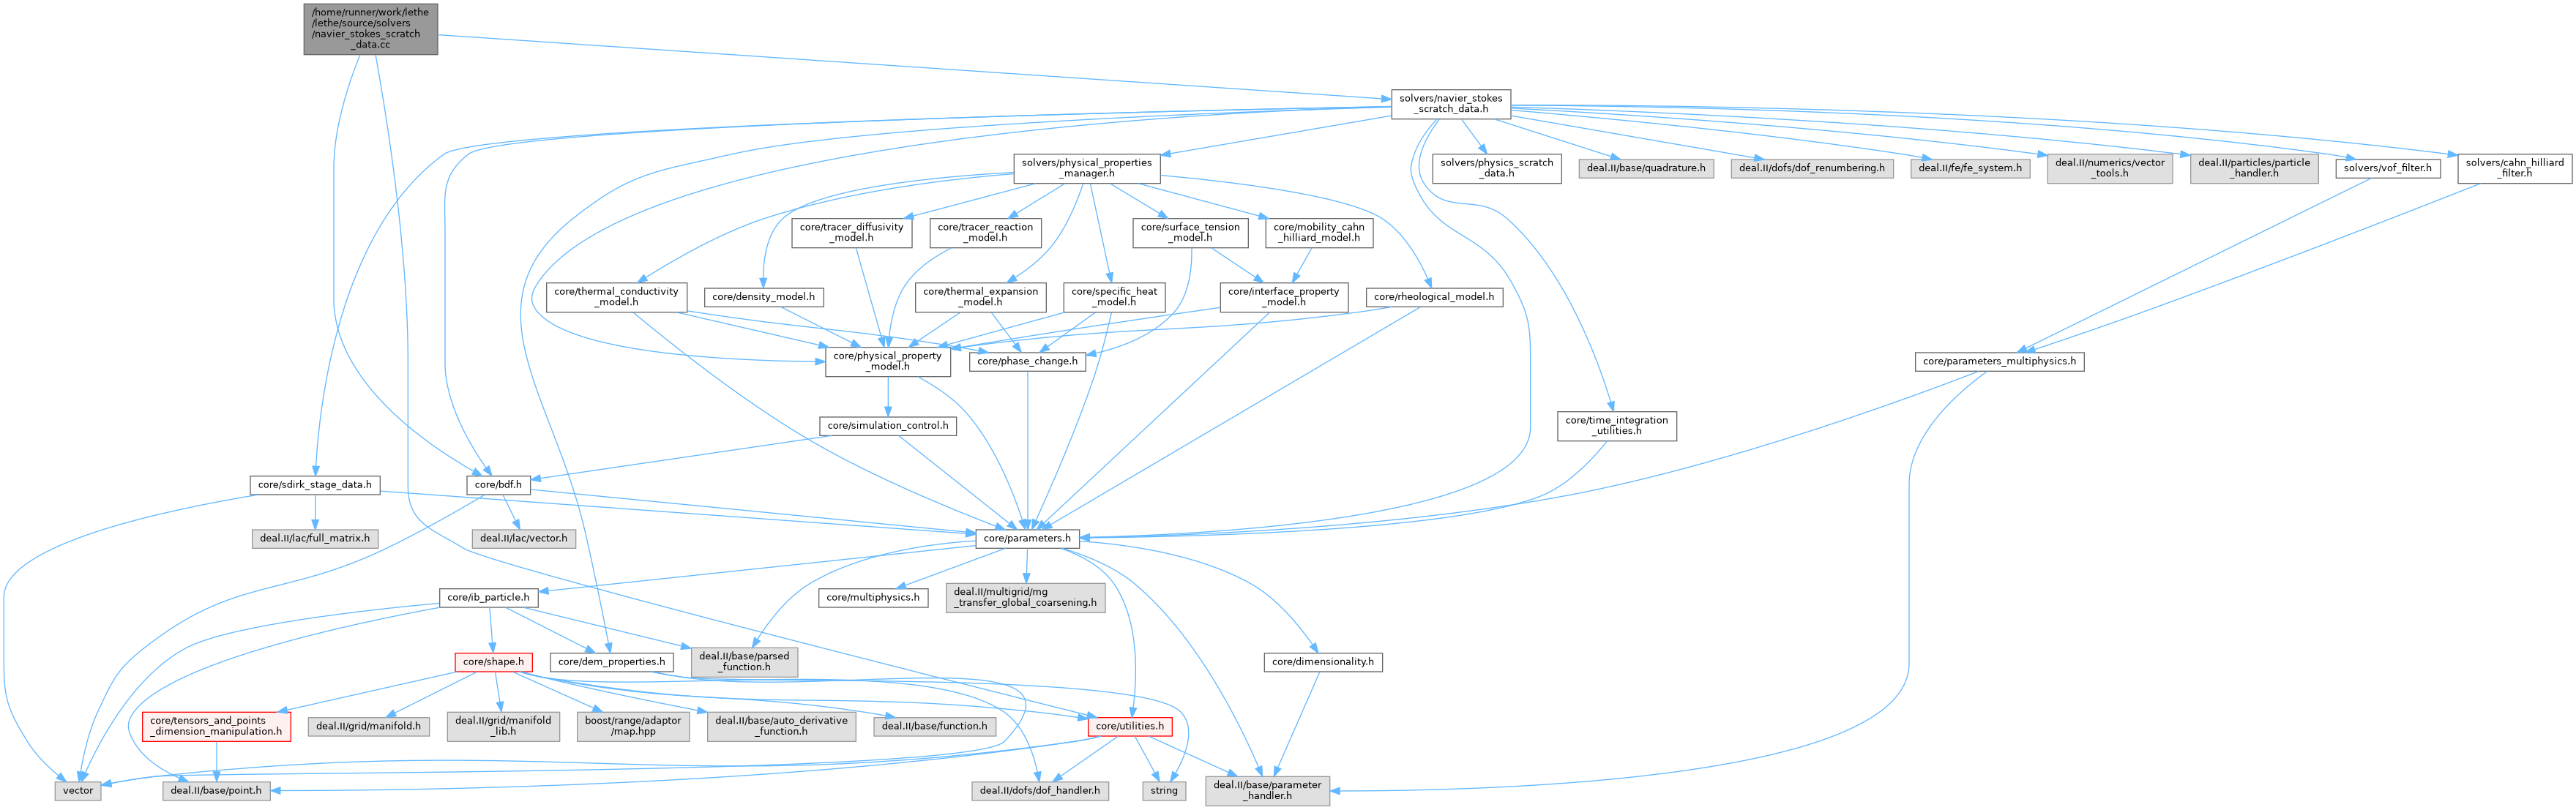 /home/runner/work/lethe
/lethe/source/solvers
/navier_stokes_scratch
_data.cc
solvers/navier_stokes
_scratch_data.h
solvers/physical_properties
_manager.h
solvers/physics_scratch
_data.h
deal.II/base/quadrature.h
deal.II/dofs/dof_renumbering.h
deal.II/fe/fe_system.h
deal.II/numerics/vector
_tools.h
deal.II/particles/particle
_handler.h
solvers/vof_filter.h
solvers/cahn_hilliard
_filter.h
core/tracer_diffusivity
_model.h
core/tracer_reaction
_model.h
core/surface_tension
_model.h
core/mobility_cahn
_hilliard_model.h
core/thermal_conductivity
_model.h
core/density_model.h
core/thermal_expansion
_model.h
core/specific_heat
_model.h
core/interface_property
_model.h
core/rheological_model.h
core/physical_property
_model.h
core/phase_change.h
core/parameters_multiphysics.h
core/simulation_control.h
core/time_integration
_utilities.h
core/sdirk_stage_data.h
core/bdf.h
deal.II/lac/full_matrix.h
deal.II/lac/vector.h
core/parameters.h
core/ib_particle.h
core/multiphysics.h
deal.II/multigrid/mg
_transfer_global_coarsening.h
core/shape.h
core/dem_properties.h
deal.II/base/parsed
_function.h
core/dimensionality.h
core/tensors_and_points
_dimension_manipulation.h
deal.II/grid/manifold.h
deal.II/grid/manifold
_lib.h
boost/range/adaptor
/map.hpp
deal.II/base/auto_derivative
_function.h
deal.II/base/function.h
core/utilities.h
vector
deal.II/base/point.h
deal.II/dofs/dof_handler.h
string
deal.II/base/parameter
_handler.h